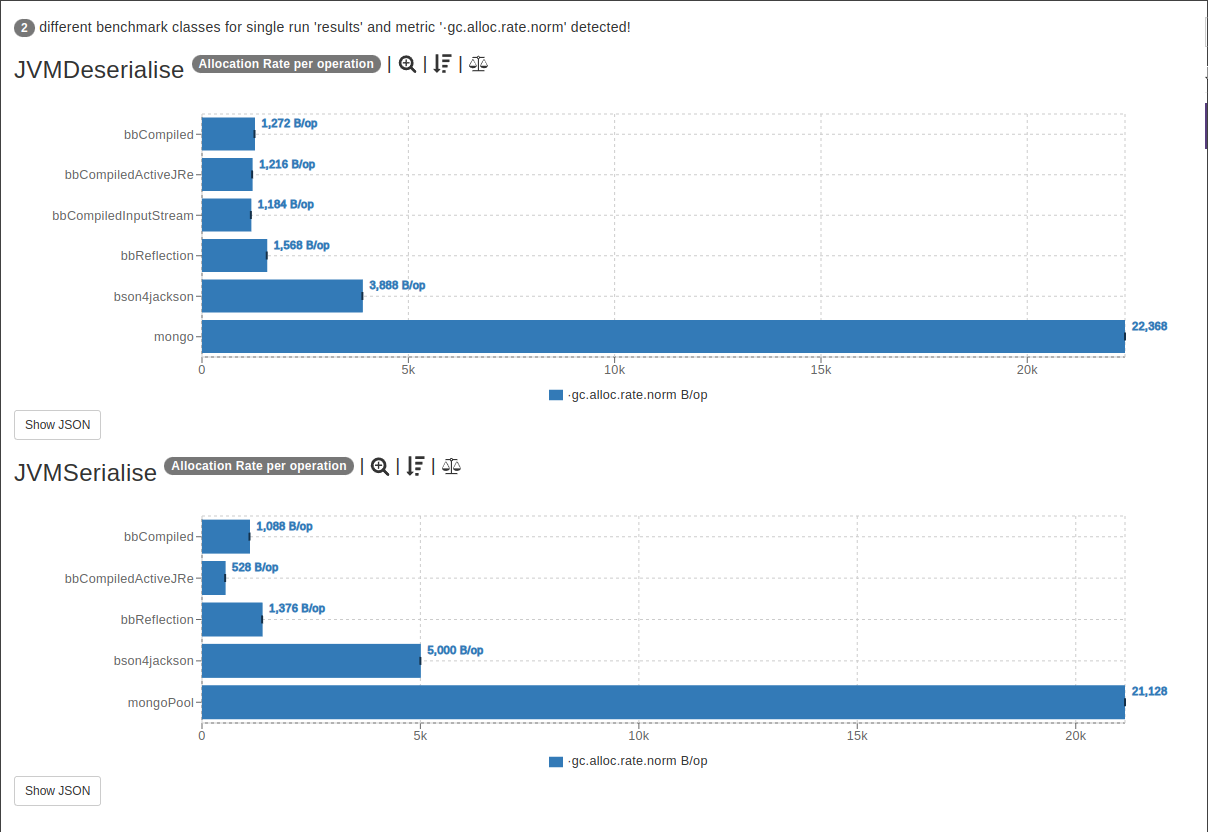 2 different benchmark classes for single run 'results' and metric '·gc.alloc.rate.norm' detected!
JVMDeserialise Allocation Rate per operation | | |
bbCompiled 1,272 B/op
bbCompiledActiveJRe 1,216 B/op
bbCompiledInputStream 1,184 B/op
bbReflection 1,568 B/op
bson4jackson 3,888 B/op
mongo 22,368
0 5k 10k 15k 20k
·gc.alloc.rate.norm B/op
Show JSON
JVMSerialise Allocation Rate per operation | | |
bbCompiled 1,088 B/op
bbCompiledActiveJRe 528 B/op
bbReflection 1,376 B/op
bson4jackson 5,000 B/op
mongoPool 21,128
0 5k 10k 15k 20k
·gc.alloc.rate.norm B/op
Show JSON